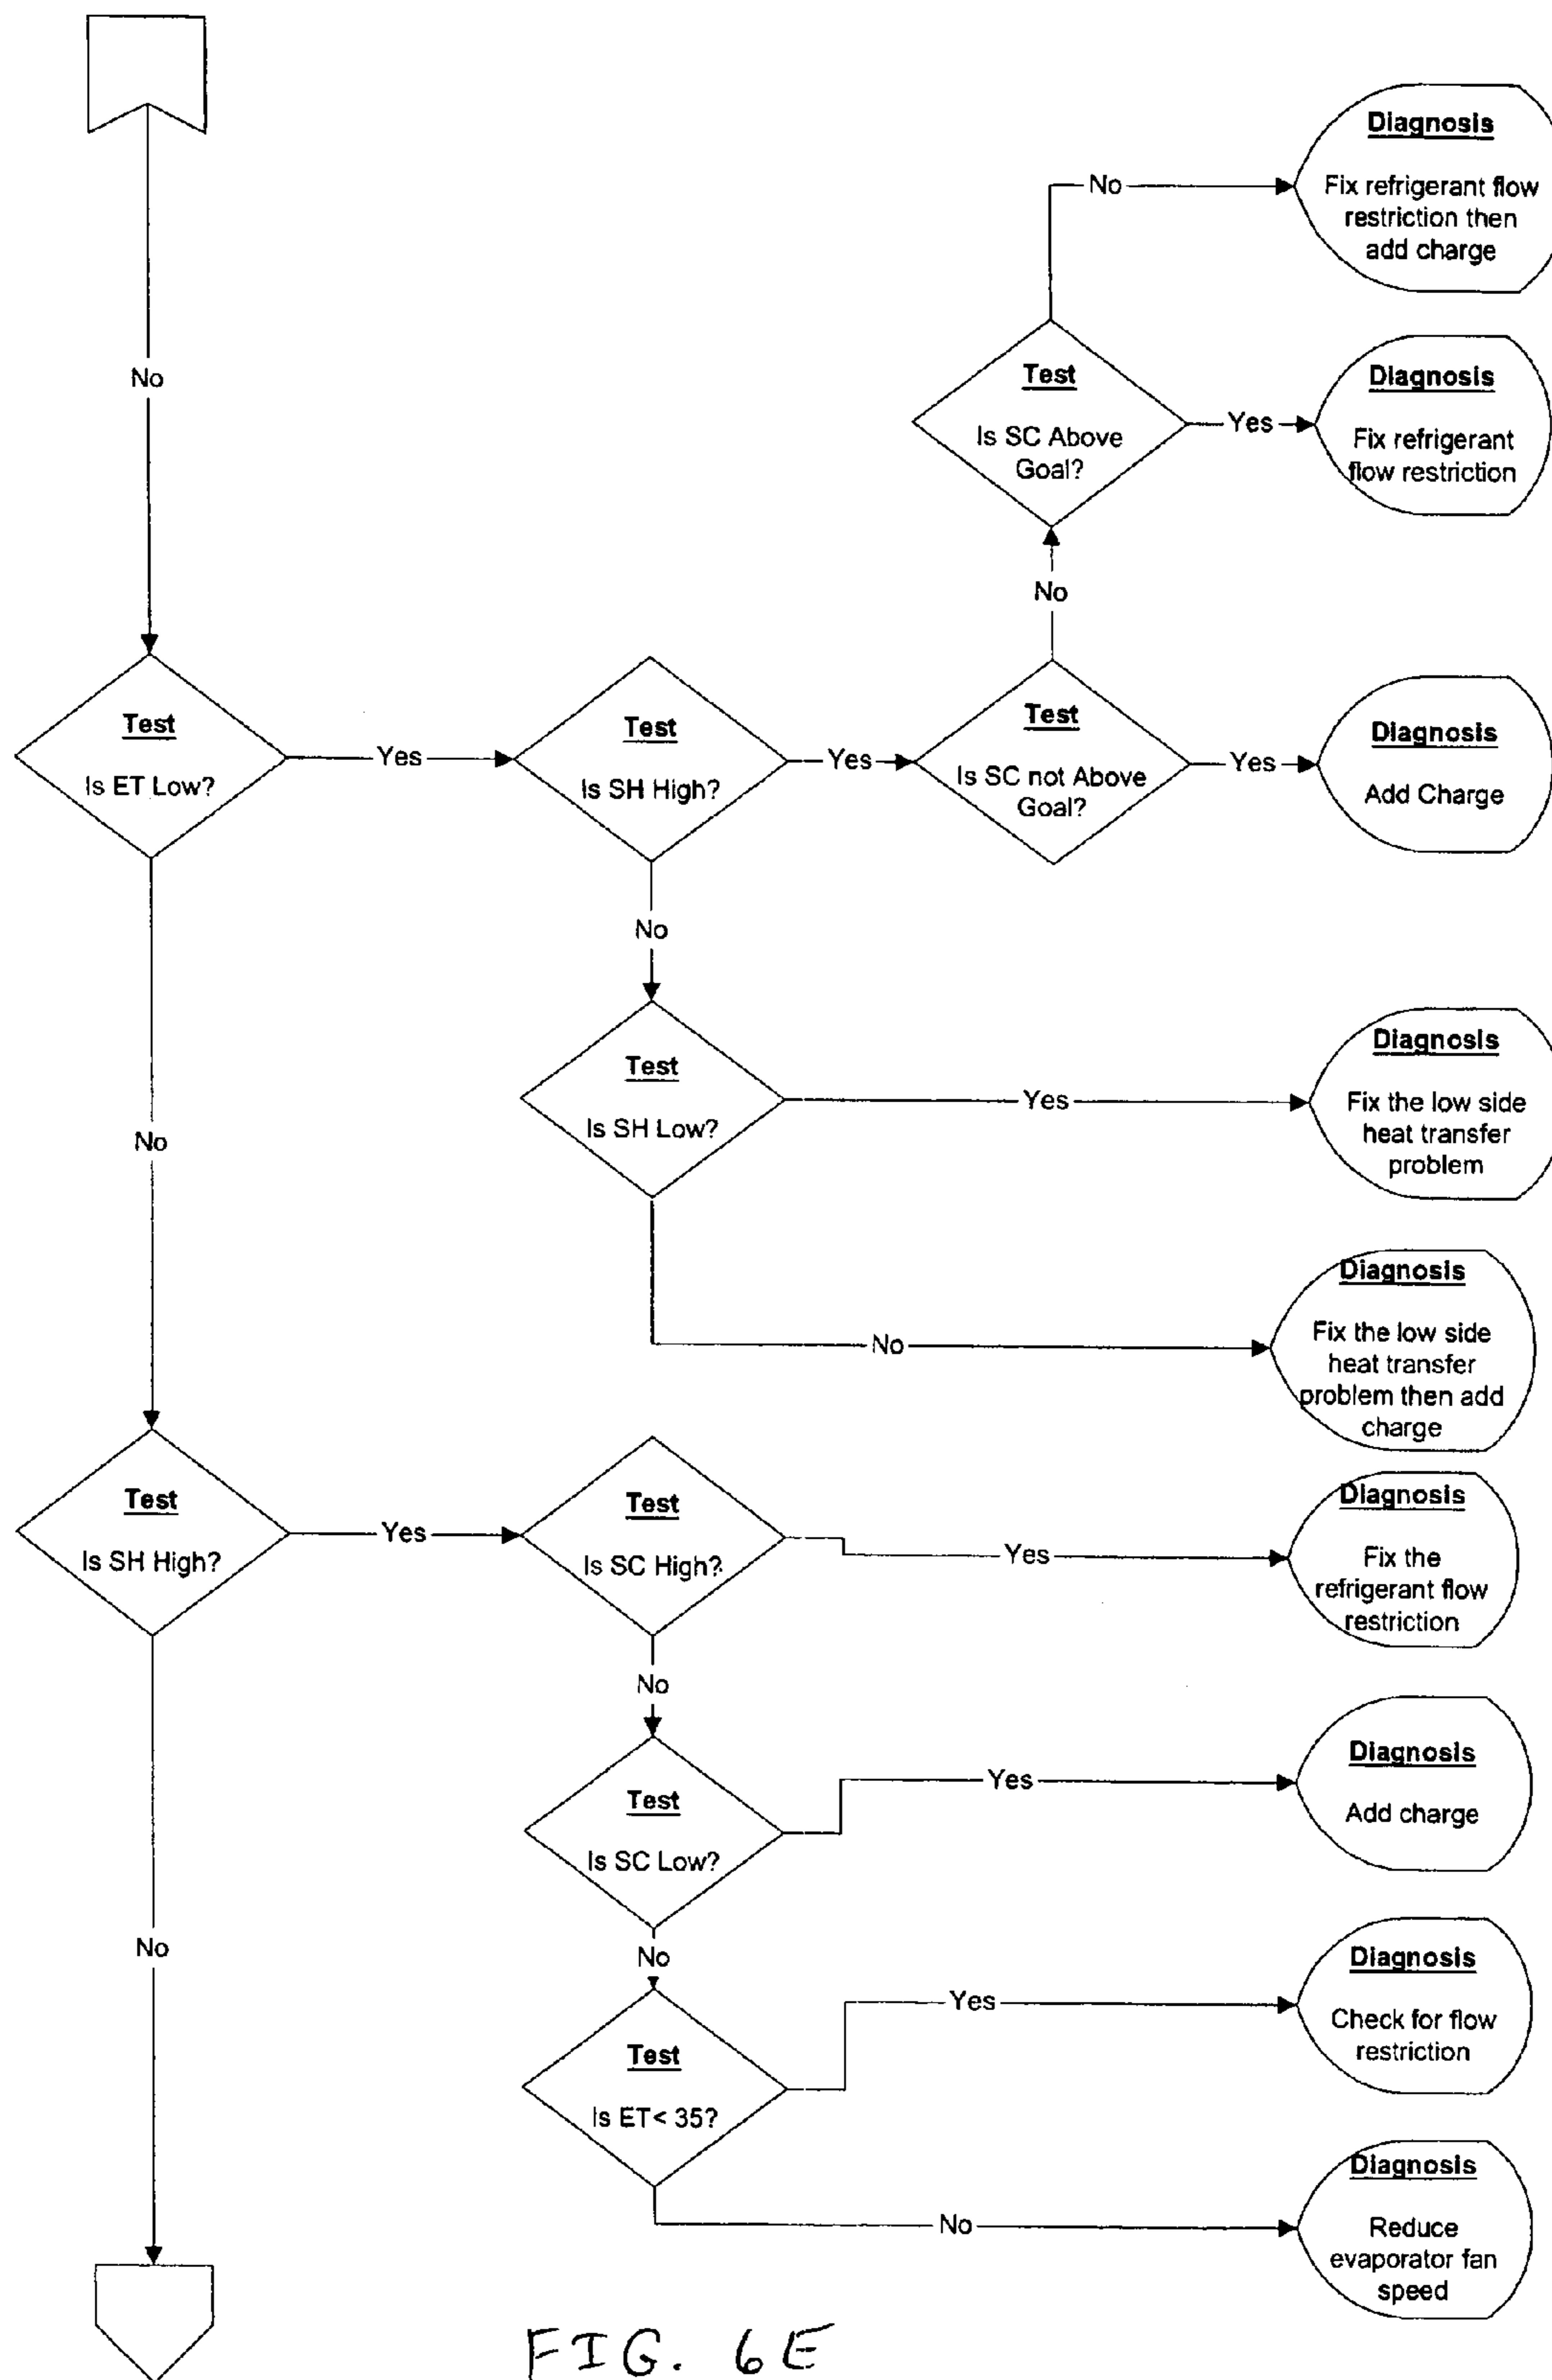 Diagnosis
No
Fix refrigerant flow
restriction then
add charge
Test
Is SC Above
Goal?
Yes
Diagnosis
Fix refrigerant
flow restriction
No
No
Test
Is ET Low?
Yes
Test
Is SH High?
Yes
Test
Is SC not Above
Goal?
Yes
Diagnosis
Add Charge
No
Test
Is SH Low?
Yes
Diagnosis
Fix the low side
heat transfer
problem
No
No
Diagnosis
Fix the low side
heat transfer
problem then add
charge
Test
Is SH High?
Yes
Test
Is SC High?
Yes
Diagnosis
Fix the
refrigerant flow
restriction
No
Test
Is SC Low?
Yes
Diagnosis
Add charge
No
No
Test
Is ET< 35?
Yes
Diagnosis
Check for flow
restriction
No
Diagnosis
Reduce
evaporator fan
speed
FIG. 6E